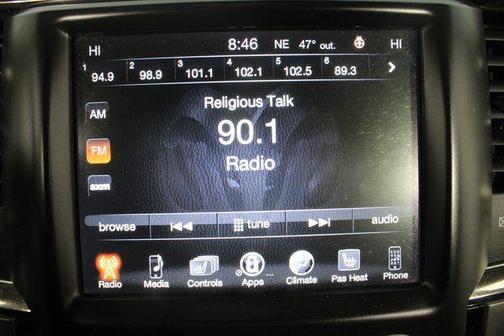 HI 8:46 NE 47° out. HI
1 94.9 2 98.9 3 101.1 4 102.1 5 102.5 6 89.3
Religious Talk
AM
90.1
FM
Radio
sxm
browse tune audio
Radio Media Controls Apps Climate Pas Heat Phone